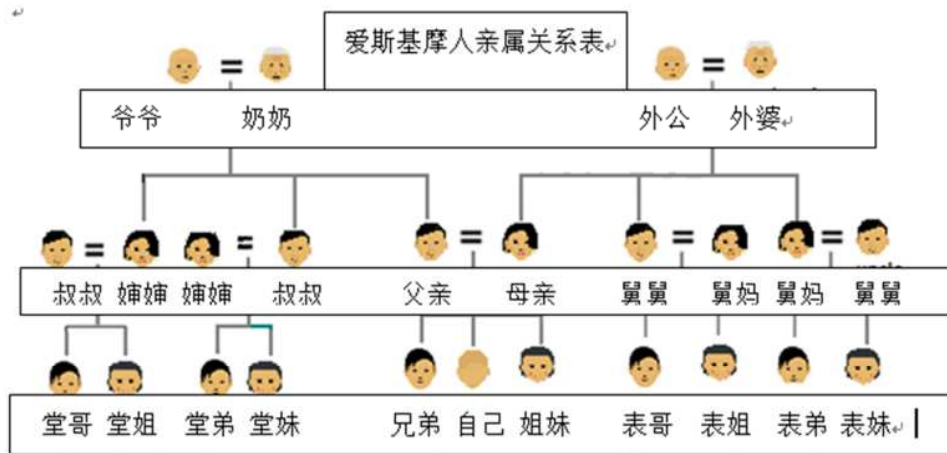 爱斯基摩人亲属关系表
爷爷 奶奶 外公 外婆
叔叔 婶婶 婶婶 叔叔 父亲 母亲 舅舅 舅妈 舅妈 舅舅
堂哥 堂姐 堂弟 堂妹 兄弟 自己 姐妹 表哥 表姐 表弟 表妹